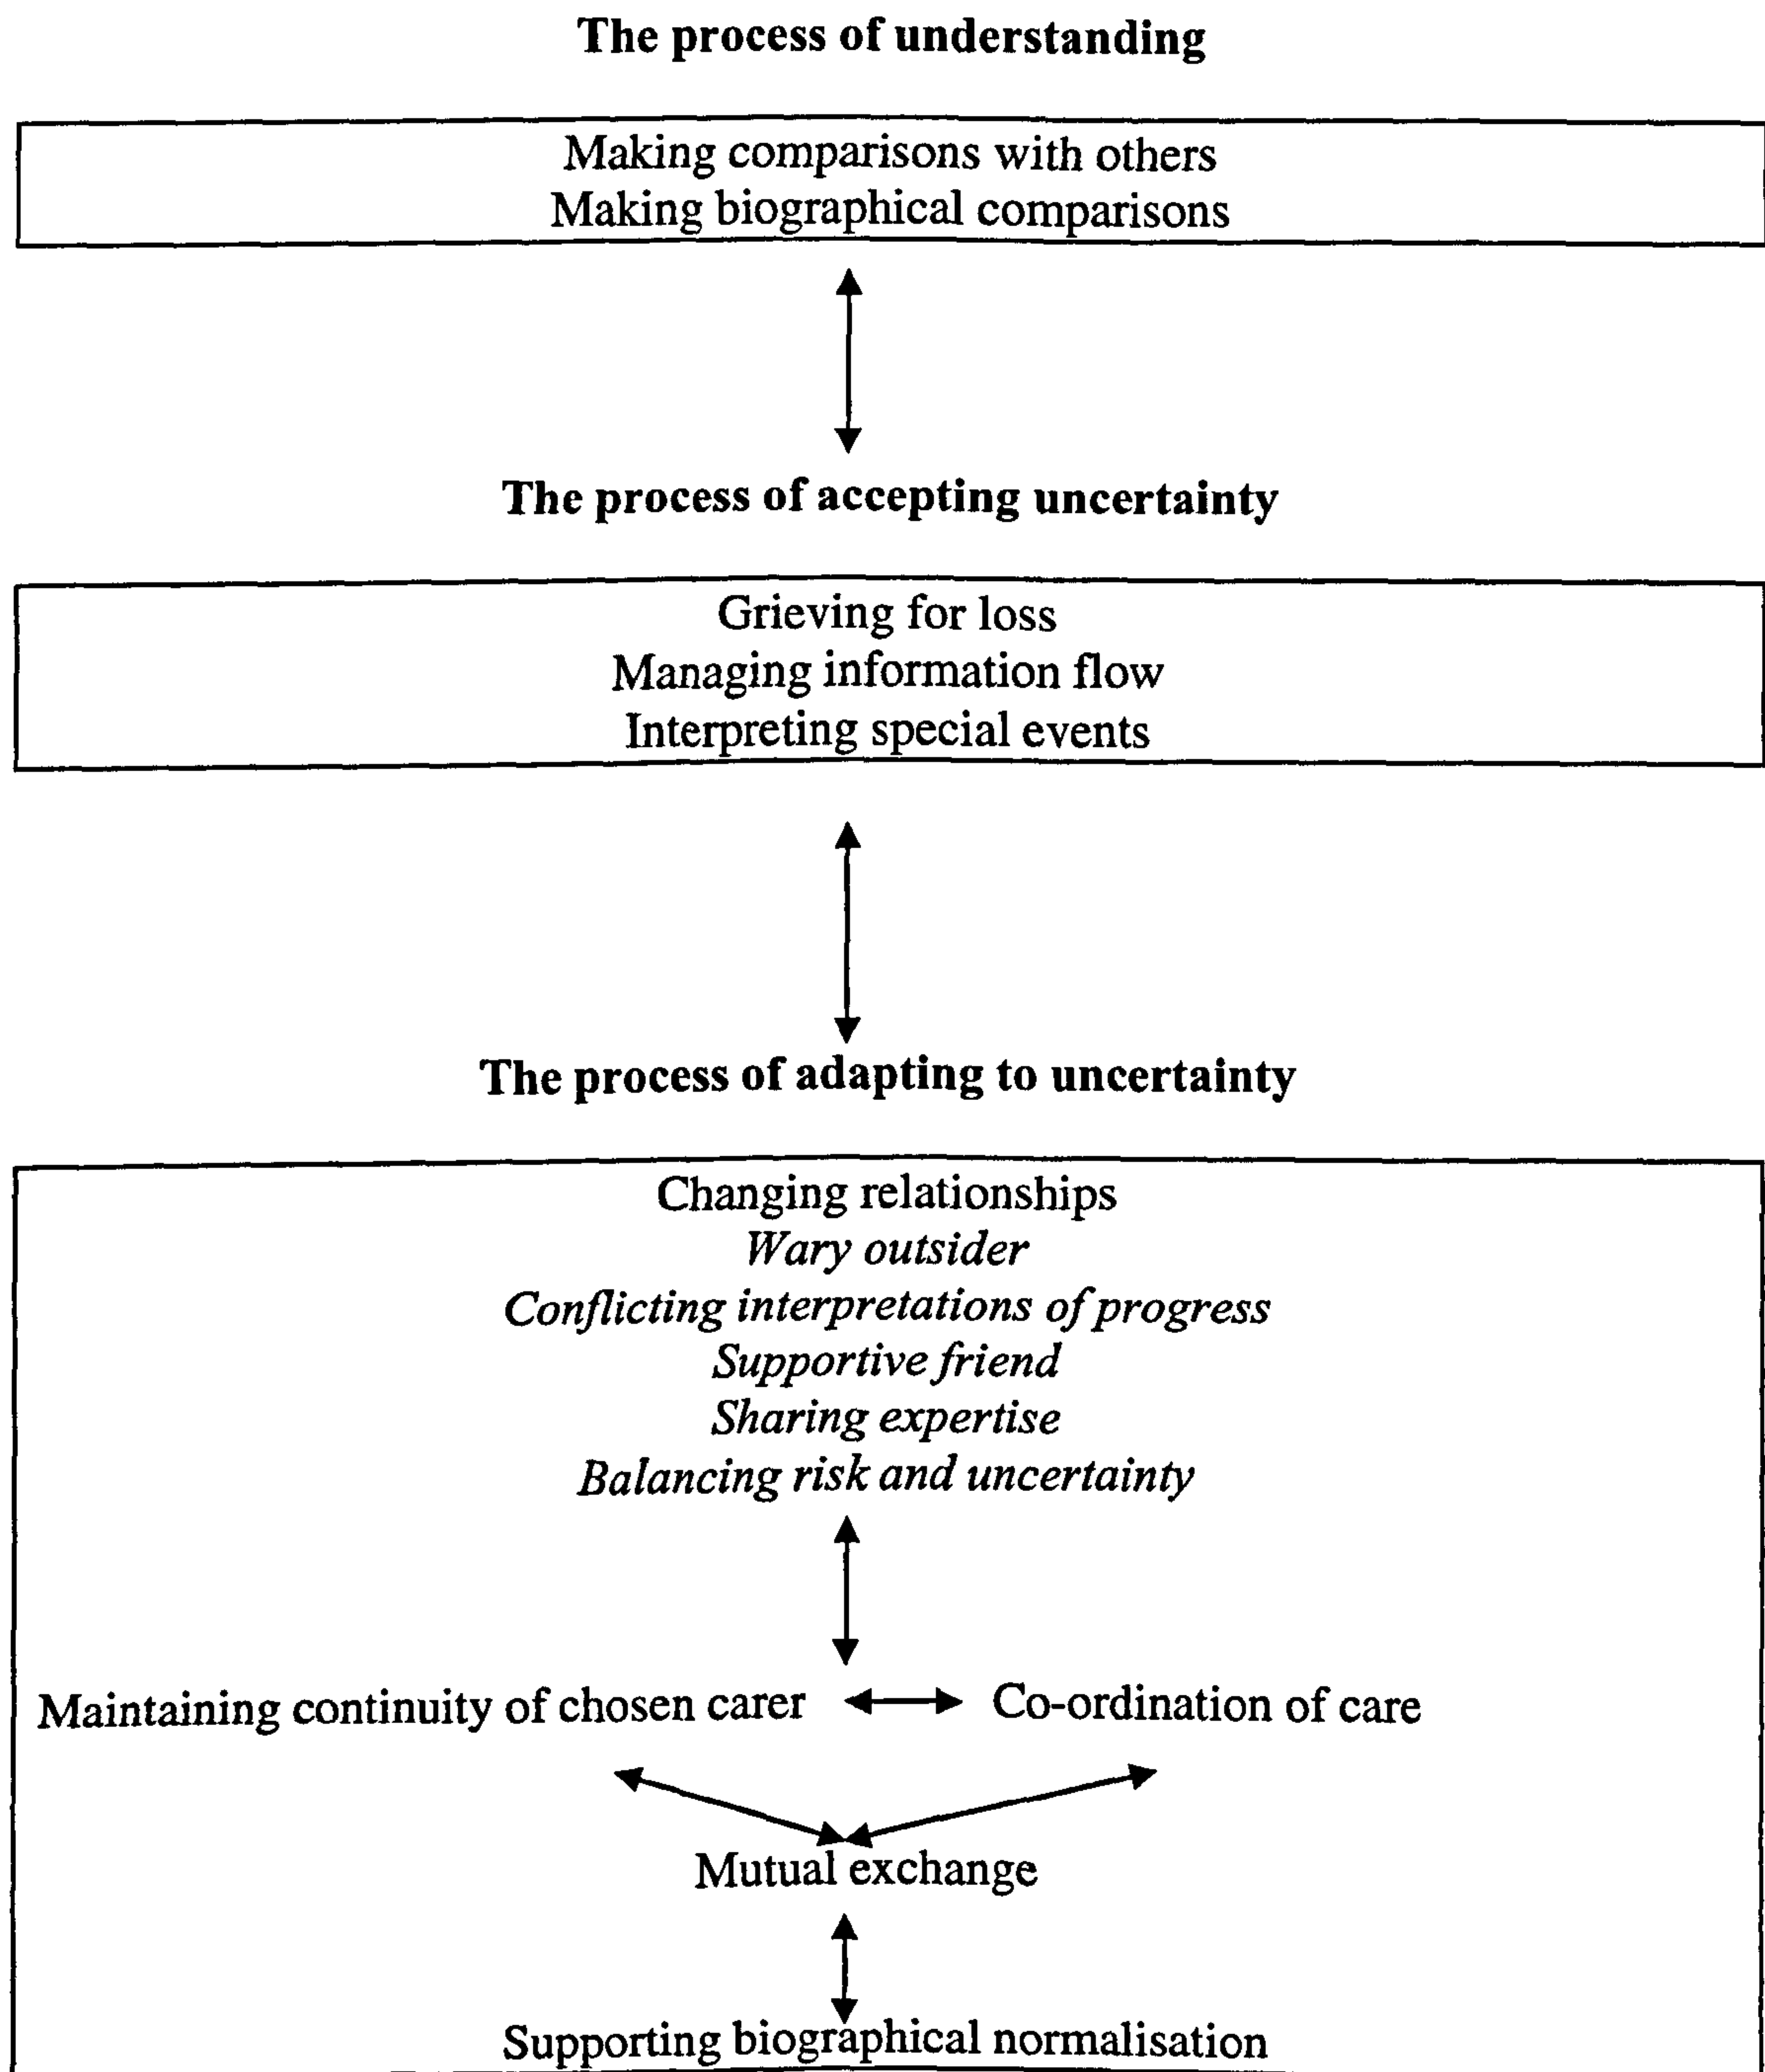 The process of understanding
Making comparisons with others
Making biographical comparisons
The process of accepting uncertainty
Grieving for loss
Managing information flow
Interpreting special events
The process of adapting to uncertainty
Changing relationships
Wary outsider
Conflicting interpretations of progress
Supportive friend
Sharing expertise
Balancing risk and uncertainty
Maintaining continuity of chosen carer
Co-ordination of care
Mutual exchange
Supporting biographical normalisation